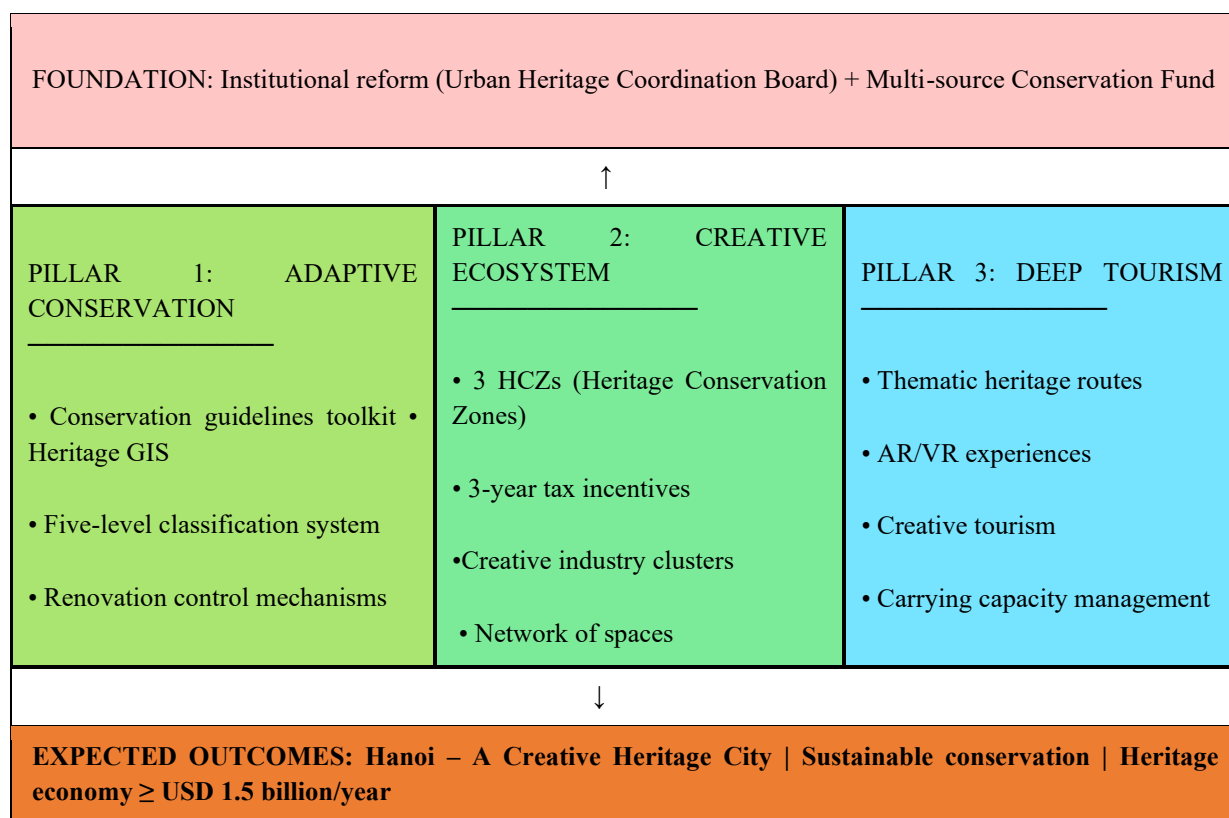 FOUNDATION: Institutional reform (Urban Heritage Coordination Board) + Multi-source Conservation Fund
↑
PILLAR 1: ADAPTIVE
CONSERVATION
• Conservation guidelines toolkit •
Heritage GIS
• Five-level classification system
• Renovation control mechanisms
PILLAR 2: CREATIVE
ECOSYSTEM
• 3 HCZs (Heritage Conservation
Zones)
• 3-year tax incentives
•Creative industry clusters
• Network of spaces
PILLAR 3: DEEP TOURISM
• Thematic heritage routes
• AR/VR experiences
• Creative tourism
• Carrying capacity management
↓
EXPECTED OUTCOMES: Hanoi – A Creative Heritage City | Sustainable conservation | Heritage
economy ≥ USD 1.5 billion/year